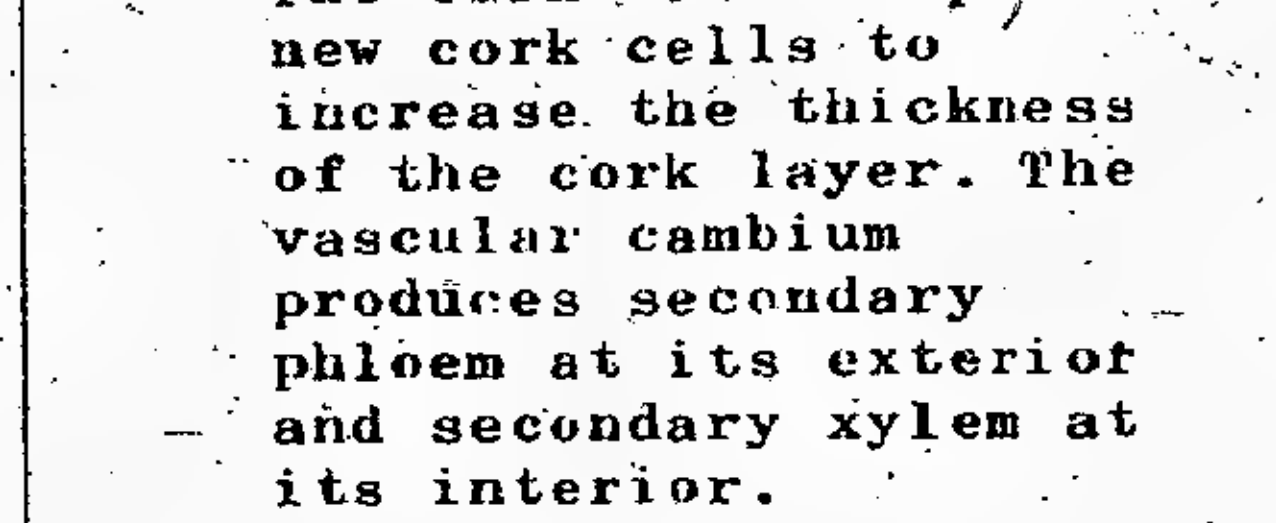 new cork cells to
increase the thickness
of the cork layer. The
vascular cambium
produces secondary
phloem at its exterior
and secondary xylem at
its interior.